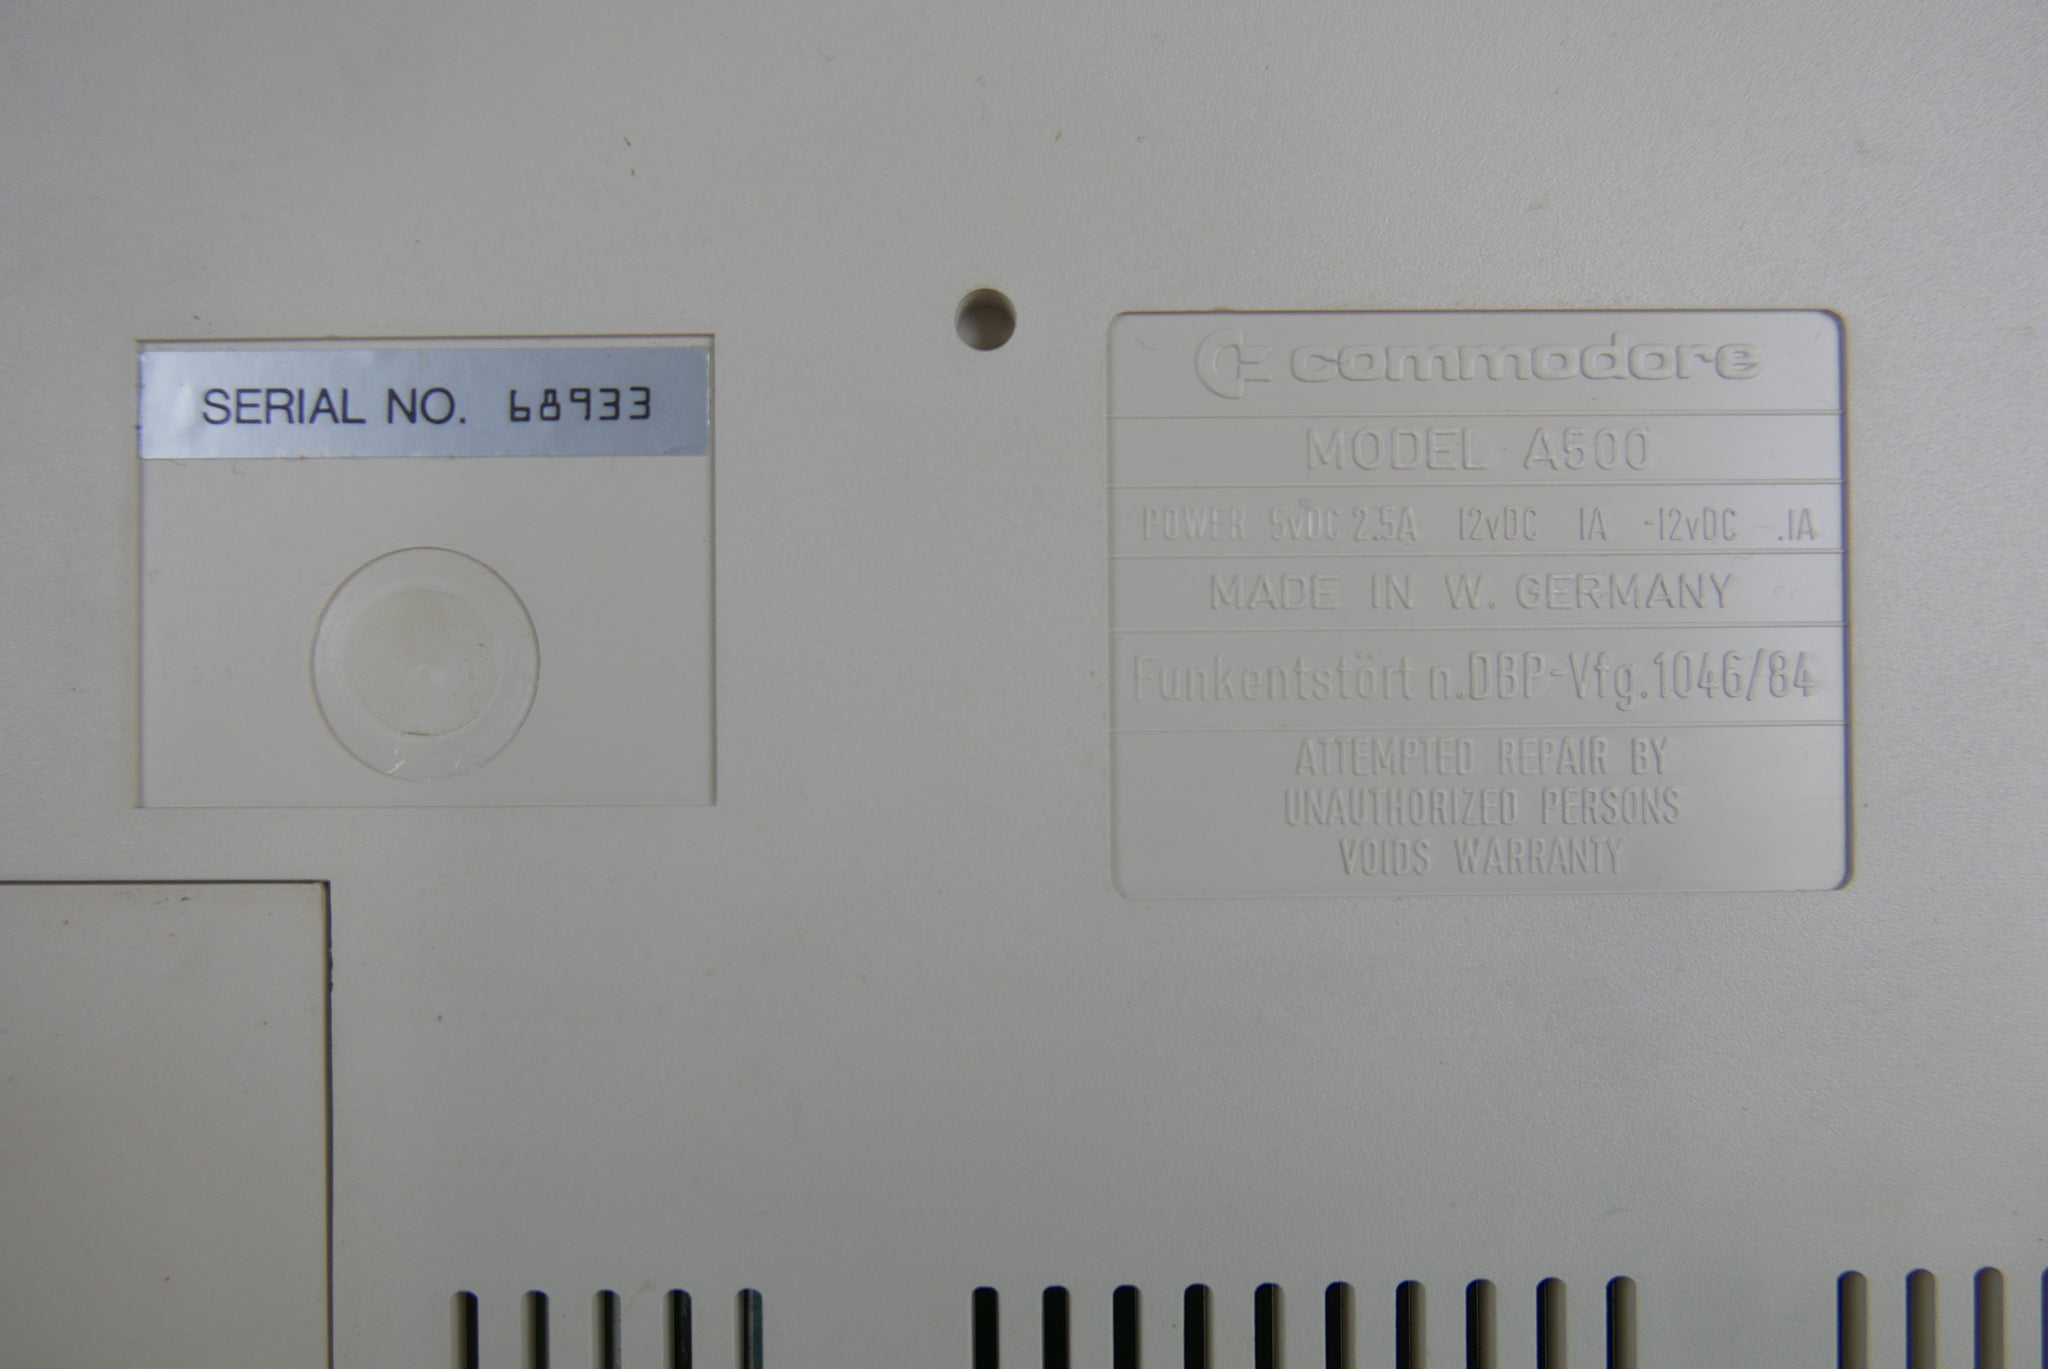 SERIAL NO. 68933
commodore
MODEL A500
POWER 5vDC 2.5A 12vDC 1A -12vDC .1A
MADE IN W. GERMANY
Funkentstört n.DBP-Vfg.1046/84
ATTEMPTED REPAIR BY
UNAUTHORIZED PERSONS
VOIDS WARRANTY